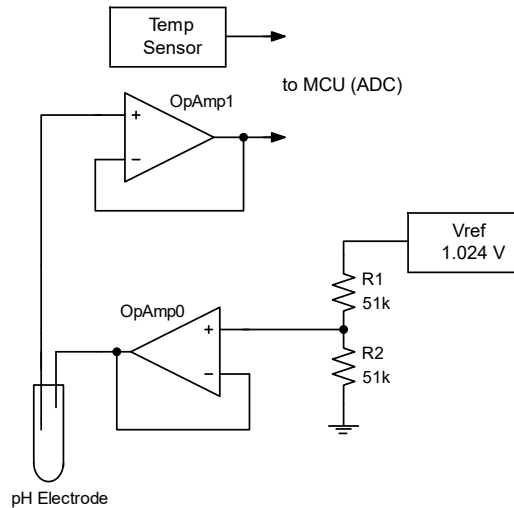 Temp
Sensor
to MCU (ADC)
OpAmp1
+
−
Vref
1.024 V
R1
51k
OpAmp0
+
−
R2
51k
pH Electrode